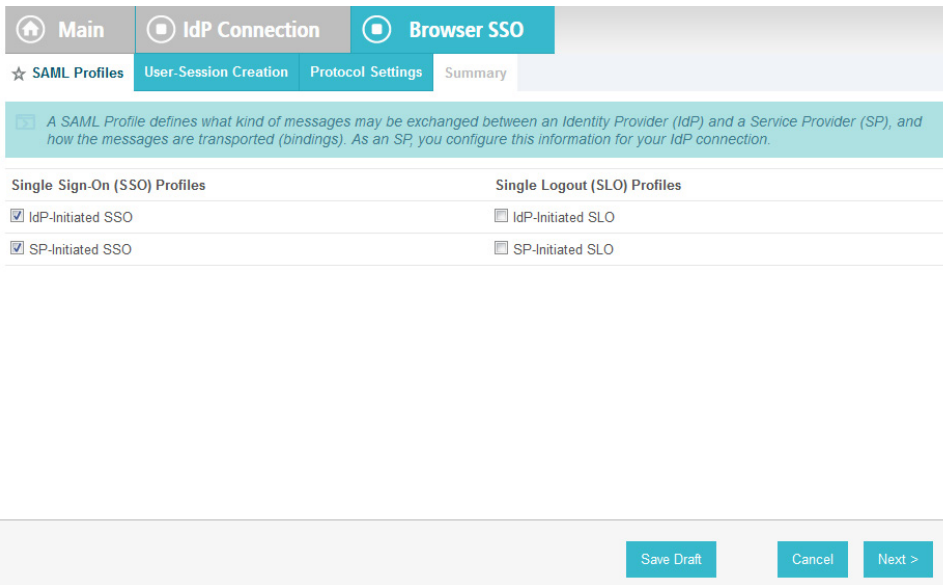 Main
IdP Connection
Browser SSO
SAML Profiles
User-Session Creation
Protocol Settings
Summary
A SAML Profile defines what kind of messages may be exchanged between an Identity Provider (IdP) and a Service Provider (SP), and
how the messages are transported (bindings). As an SP, you configure this information for your IdP connection.
Single Sign-On (SSO) Profiles
Single Logout (SLO) Profiles
IdP-Initiated SSO
IdP-Initiated SLO
SP-Initiated SSO
SP-Initiated SLO
Save Draft
Cancel
Next >